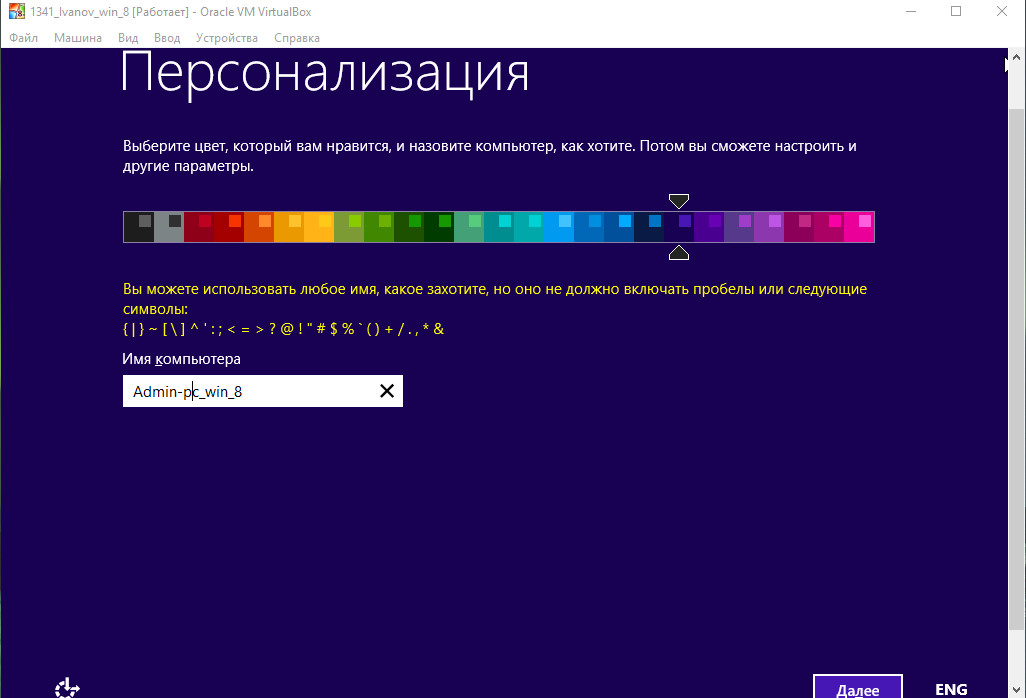 1341_Ivanov_win_8 [Работает] - Oracle VM VirtualBox
Файл Машина Вид Ввод Устройства Справка
Персонализация
Выберите цвет, который вам нравится, и назовите компьютер, как хотите. Потом вы сможете настроить и
другие параметры.
Вы можете использовать любое имя, какое захотите, но оно не должно включать пробелы или следующие
символы:
{ | } ~ [ \ ] ^ ' : ; < = > ? @ ! " # $ % ` ( ) + / . , * &
Имя компьютера
Admin-pc_win_8
Далее ENG